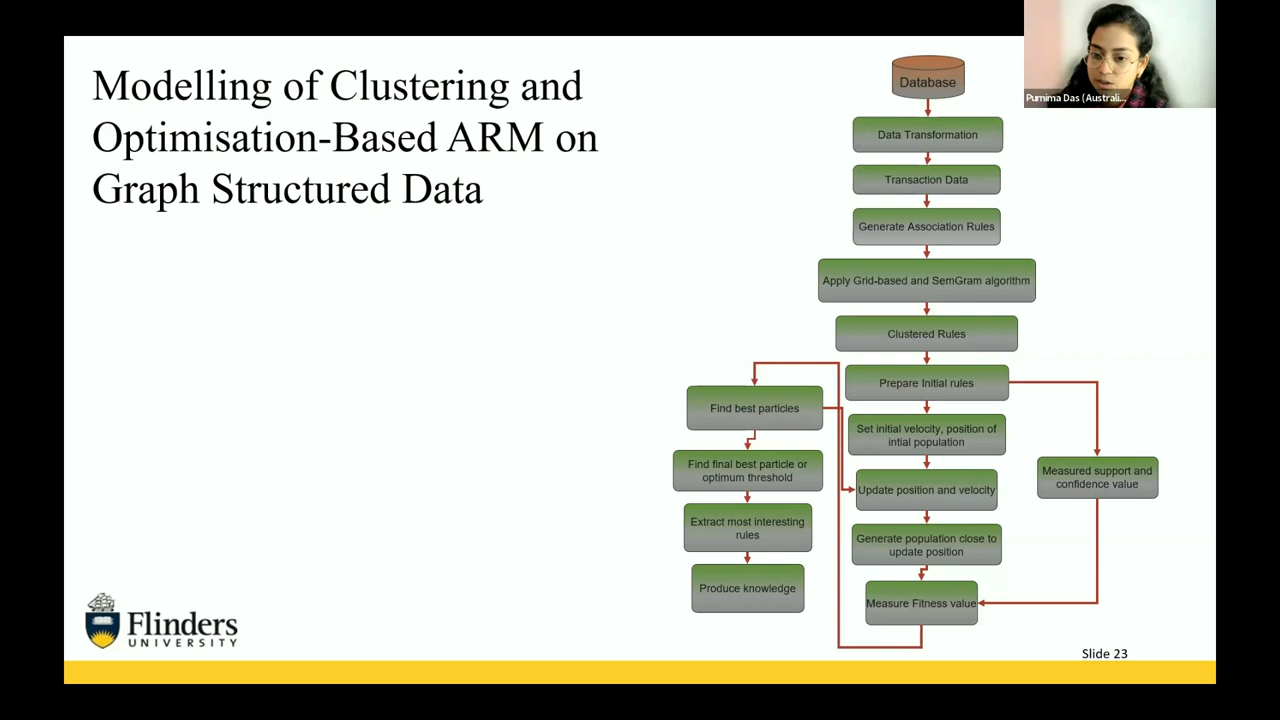 Modelling of Clustering and
Optimisation-Based ARM on
Graph Structured Data
Purnima Das (Australi...
Database
Data Transformation
Transaction Data
Generate Association Rules
Apply Grid-based and SemGram algorithm
Clustered Rules
Prepare Initial rules
Set initial velocity, position of
intial population
Update position and velocity
Generate population close to
update position
Measure Fitness value
Measured support and
confidence value
Find best particles
Find final best particle or
optimum threshold
Extract most interesting
rules
Produce knowledge
Flinders
UNIVERSITY
Slide 23